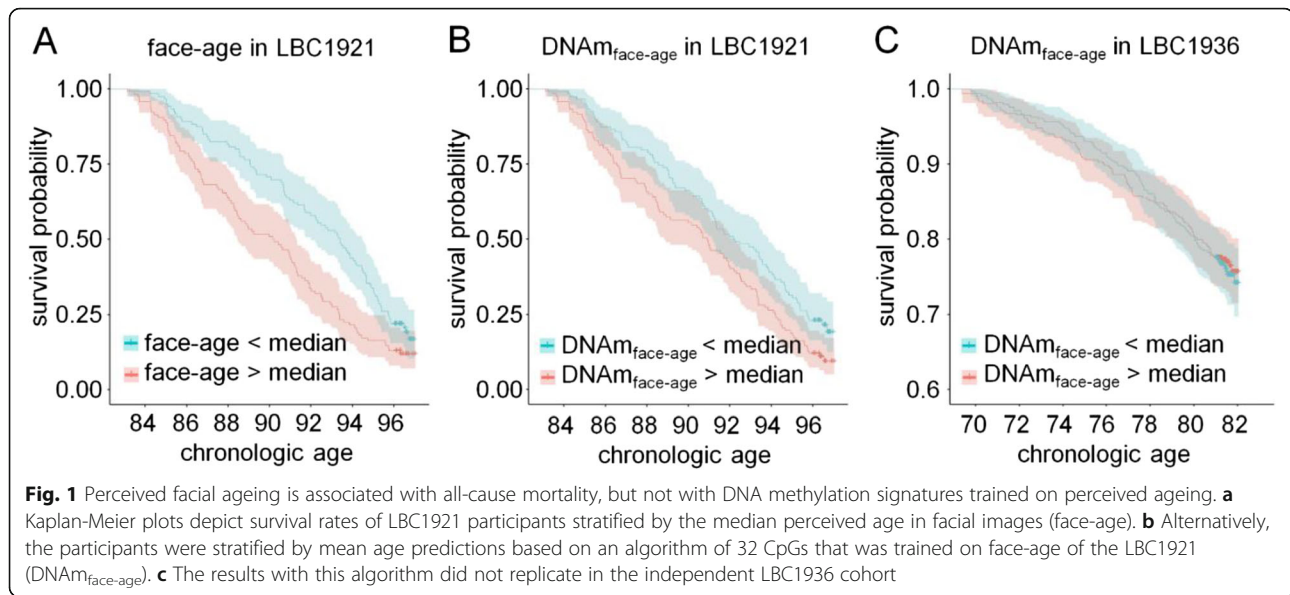 A
face-age in LBC1921
survival probability
1.00
0.75
0.50
0.25
0.00
face-age < median
face-age > median
84 86 88 90 92 94 96
chronologic age
B
DNAmface-age in LBC1921
survival probability
1.00
0.75
0.50
0.25
0.00
DNAmface-age < median
DNAmface-age > median
84 86 88 90 92 94 96
chronologic age
C
DNAmface-age in LBC1936
survival probability
1.0
0.9
0.8
0.7
0.6
DNAmface-age < median
DNAmface-age > median
70 72 74 76 78 80 82
chronologic age
Fig. 1 Perceived facial ageing is associated with all-cause mortality, but not with DNA methylation signatures trained on perceived ageing. a
Kaplan-Meier plots depict survival rates of LBC1921 participants stratified by the median perceived age in facial images (face-age). b Alternatively,
the participants were stratified by mean age predictions based on an algorithm of 32 CpGs that was trained on face-age of the LBC1921
(DNAmface-age). c The results with this algorithm did not replicate in the independent LBC1936 cohort